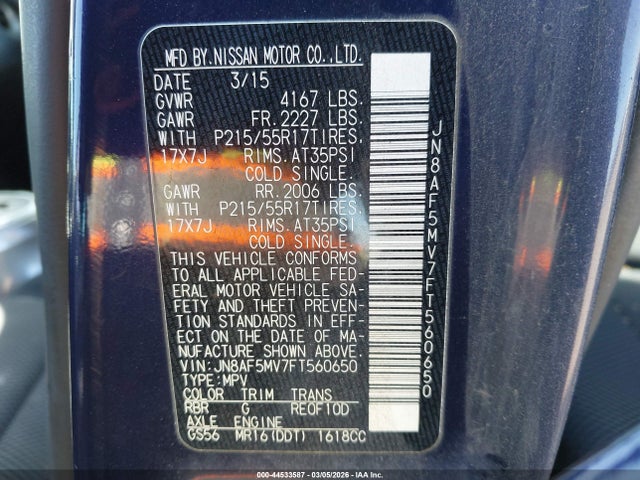 MFD BY.NISSAN MOTOR CO.,LTD.
DATE 3/15
GVWR 4167 LBS.
GAWR FR.2227 LBS.
WITH P215/55R17TIRES.
17X7J RIMS.AT35PSI
COLD SINGLE.
GAWR RR.2006 LBS.
WITH P215/55R17TIRES.
17X7J RIMS.AT35PSI
COLD SINGLE.
THIS VEHICLE CONFORMS
TO ALL APPLICABLE FED-
ERAL MOTOR VEHICLE SA-
FETY AND THEFT PREVEN-
TION STANDARDS IN EFF-
ECT ON THE DATE OF MA-
NUFACTURE SHOWN ABOVE.
VIN:JN8AF5MV7FT560650
TYPE:MPV
COLOR TRIM TRANS
RBR G RE0F10D
AXLE ENGINE
GS56 MR16(DDT) 1618CC
JN8AF5MV7FT560650
000-44533587 - 03/05/2026 - IAAI.COM